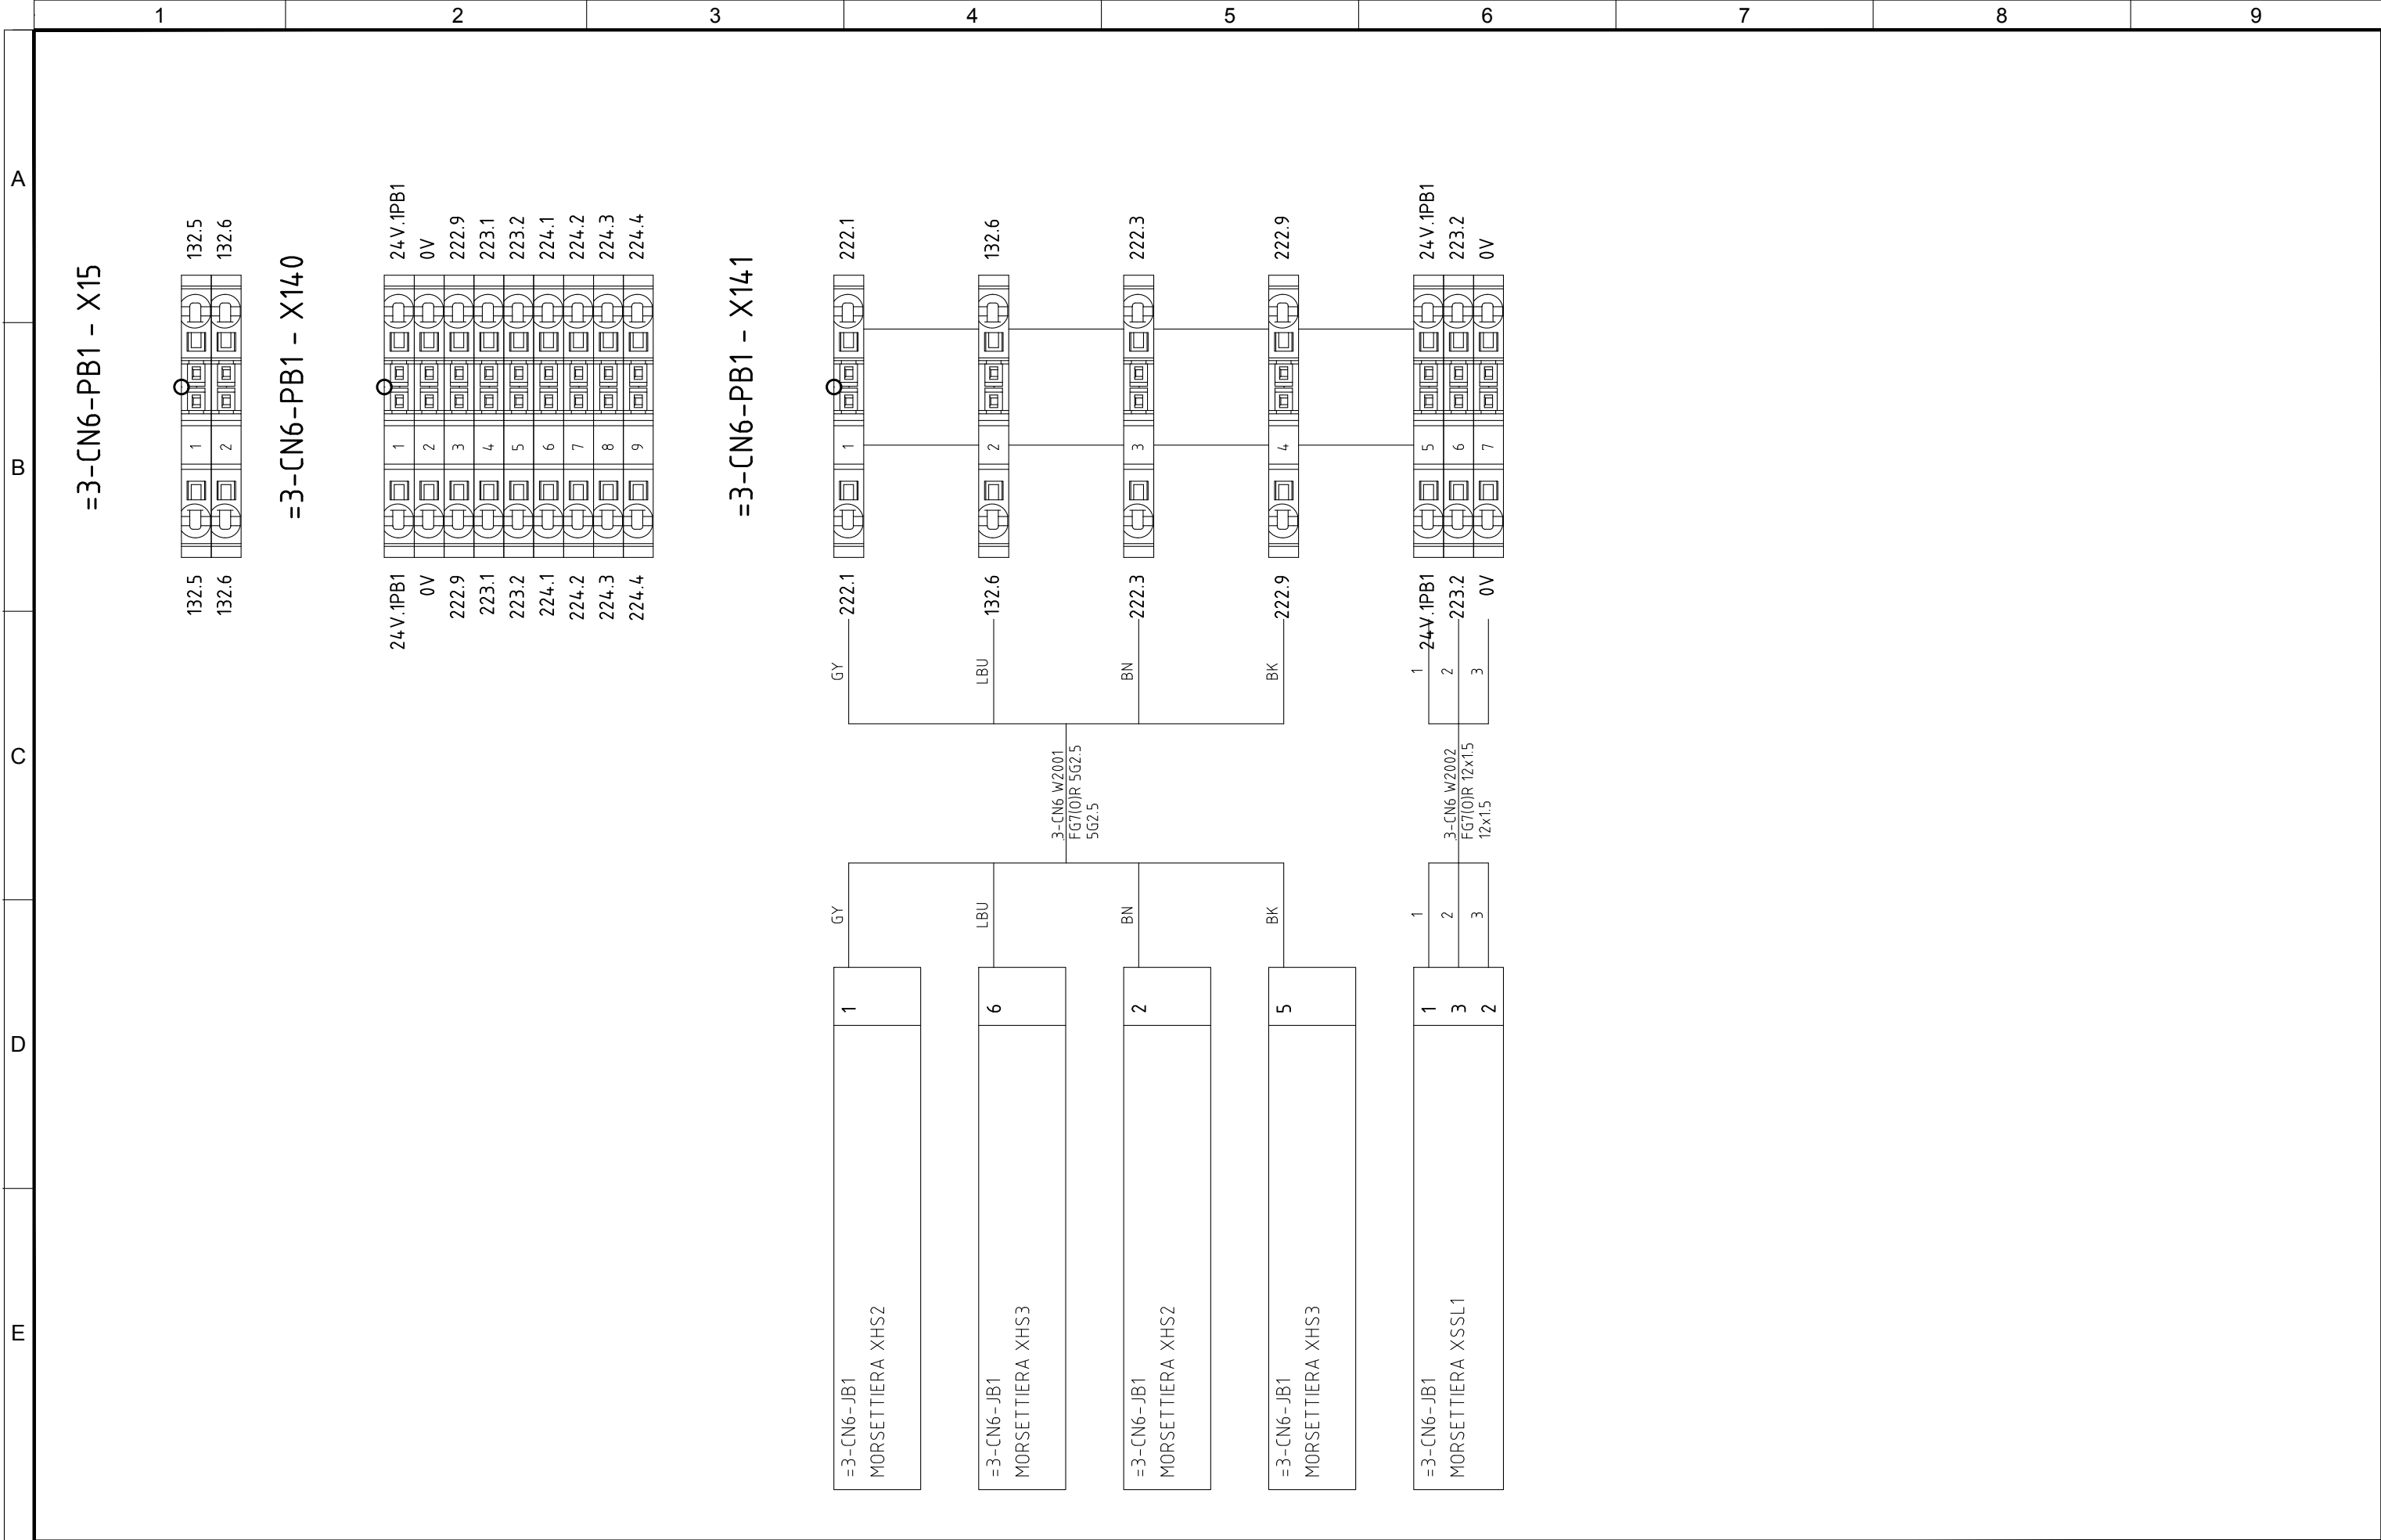 1 2 3 4 5 6 7 8 9
A
B
C
D
E
=3-CN6-PB1 - X15
132.5
132.6
1
2
132.5
132.6
=3-CN6-PB1 - X140
24V.1PB1
0V
222.9
223.1
223.2
224.1
224.2
224.3
224.4
1
2
3
4
5
6
7
8
9
24V.1PB1
0V
222.9
223.1
223.2
224.1
224.2
224.3
224.4
=3-CN6-PB1 - X141
222.1
132.6
222.3
222.9
24V.1PB1
223.2
0V
1
2
3
4
5
6
7
222.1
132.6
222.3
222.9
24V.1PB1
223.2
0V
GY
LBU
BN
BK
1
2
3
3-CN6 W2001
FG7(O)R 5G2.5
5G2.5
3-CN6 W2002
FG7(O)R 12x1.5
12x1.5
GY
LBU
BN
BK
1
2
3
1
=3-CN6-JB1
MORSETTIERA XHS2
6
=3-CN6-JB1
MORSETTIERA XHS3
2
=3-CN6-JB1
MORSETTIERA XHS2
5
=3-CN6-JB1
MORSETTIERA XHS3
1
3
2
=3-CN6-JB1
MORSETTIERA XSSL1